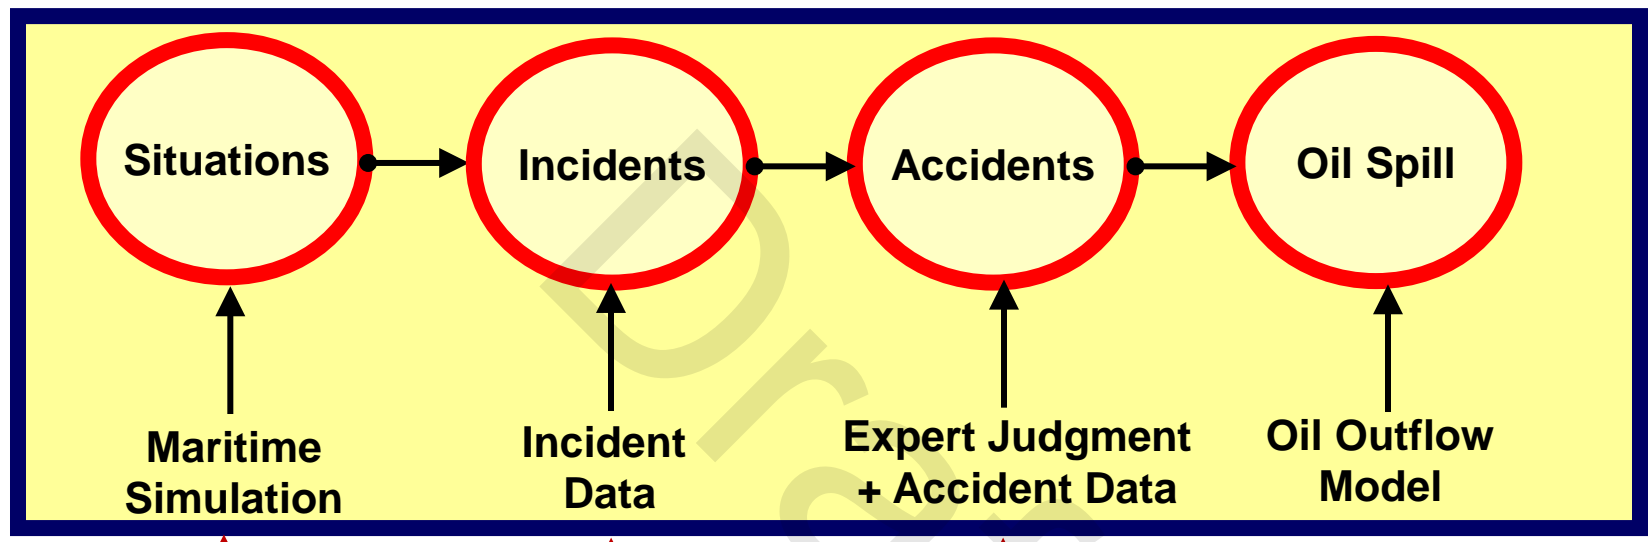 Situations
Incidents
Accidents
Oil Spill
Maritime
Simulation
Incident
Data
Expert Judgment
+ Accident Data
Oil Outflow
Model